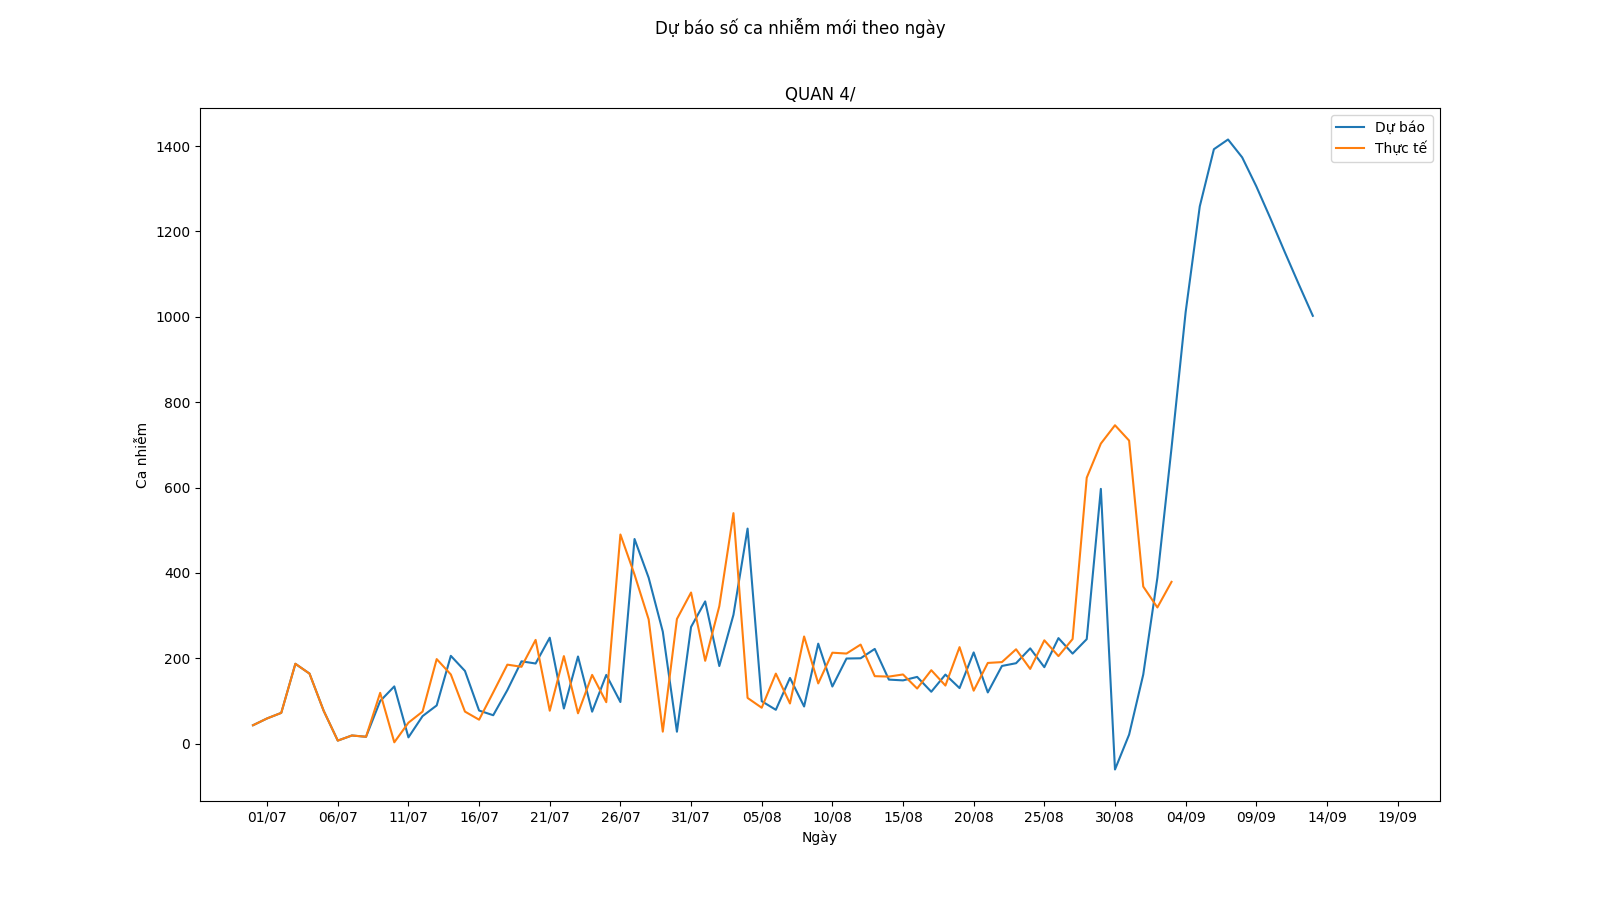 Dự báo số ca nhiễm mới theo ngày
QUAN 4/
Dự báo
Thực tế
1400
1200
1000
800
600
400
200
0
Ca nhiễm
01/07 06/07 11/07 16/07 21/07 26/07 31/07 05/08 10/08 15/08 20/08 25/08 30/08 04/09 09/09 14/09 19/09
Ngày